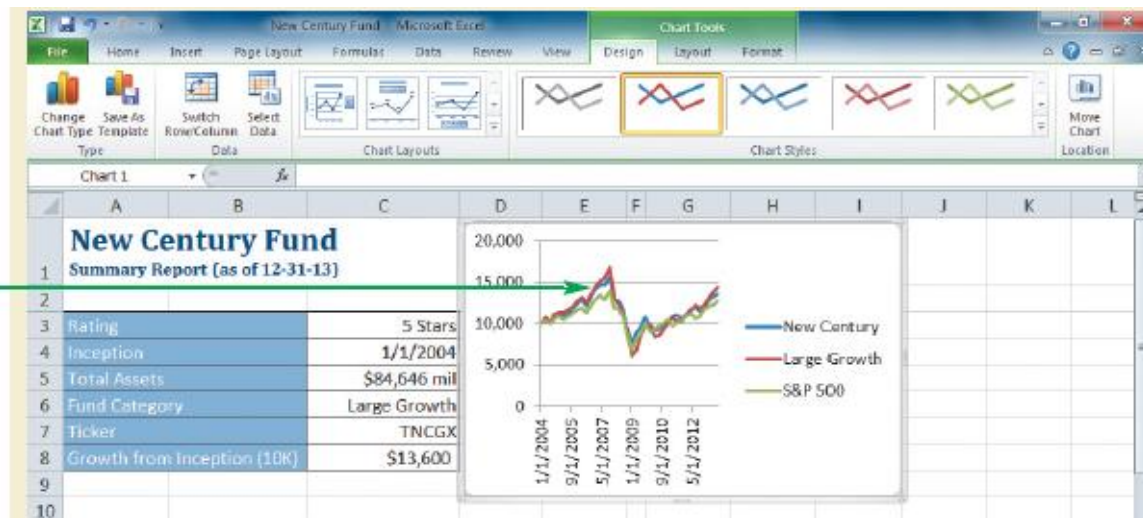 New Century Fund Microsoft Excel Chart Tools
File Home Insert Page Layout Formulas Data Review View Design Layout Format
Change Chart Type Save As Template Switch Row/Column Select Data Move Chart
Type Data Chart Layouts Chart Styles Location
Chart 1 fx
A B C D E F G H I J K L
1 New Century Fund
Summary Report (as of 12-31-13)
2
3 Rating 5 Stars
4 Inception 1/1/2004
5 Total Assets $84,646 mil
6 Fund Category Large Growth
7 Ticker TNCGX
8 Growth from Inception (10K) $13,600
9
10
20,000
15,000
10,000
5,000
0
1/1/2004
9/1/2005
5/1/2007
1/1/2009
9/1/2010
5/1/2012
New Century
Large Growth
S&P 500